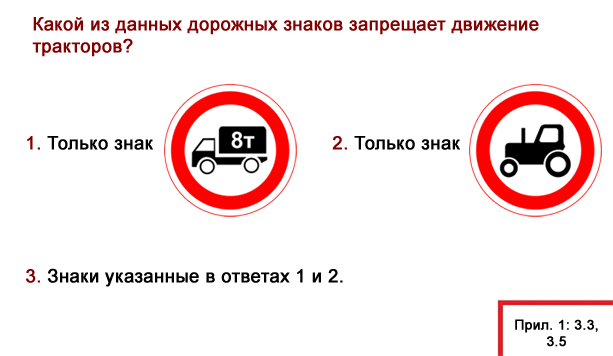 Какой из данных дорожных знаков запрещает движение
тракторов?
1. Только знак
8т
2. Только знак
3. Знаки указанные в ответах 1 и 2.
Прил. 1: 3.3,
3.5